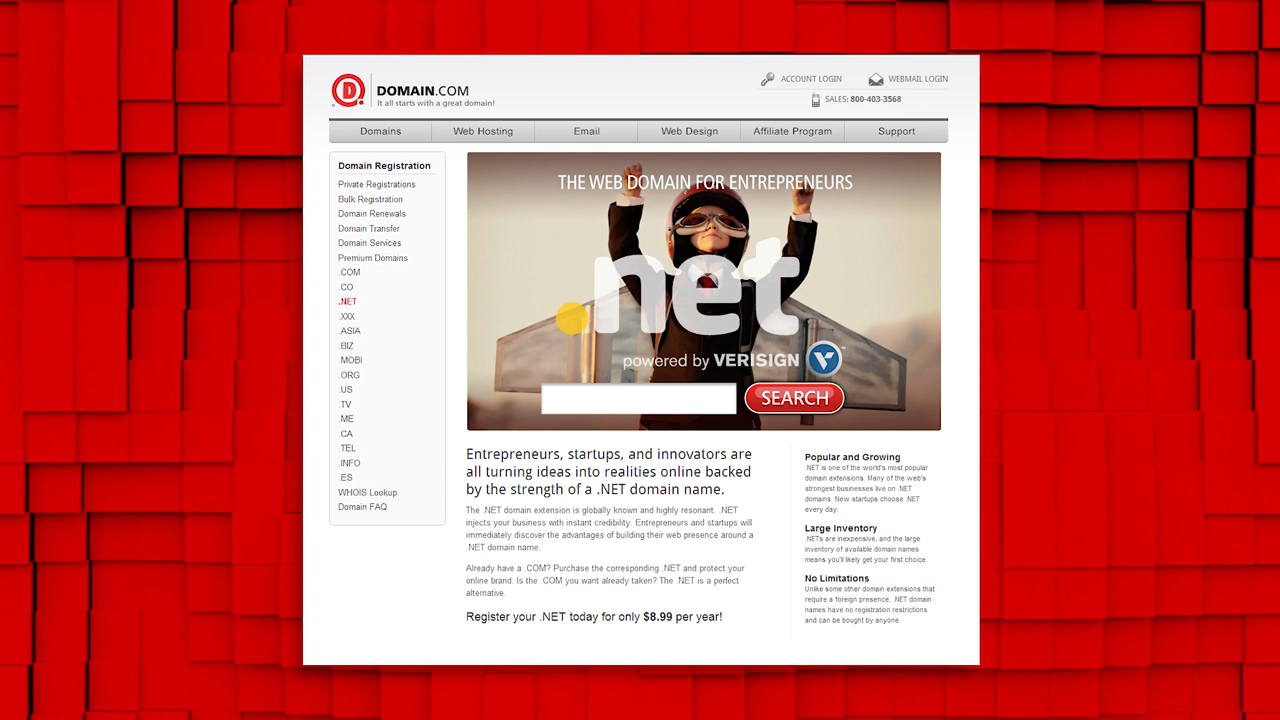 DOMAIN.COM
It all starts with a great domain!
ACCOUNT LOGIN
WEBMAIL LOGIN
SALES: 800-403-3568
Domains
Web Hosting
Email
Web Design
Affiliate Program
Support
Domain Registration
Private Registrations
Bulk Registration
Domain Renewals
Domain Transfer
Domain Services
Premium Domains
.COM
.CO
.NET
.XXX
.ASIA
.BIZ
.MOBI
.ORG
.US
.TV
.ME
.CA
.TEL
.INFO
.ES
WHOIS Lookup
Domain FAQ
THE WEB DOMAIN FOR ENTREPRENEURS
.net
powered by VERISIGN ™
SEARCH
Entrepreneurs, startups, and innovators are
all turning ideas into realities online backed
by the strength of a .NET domain name.
The .NET domain extension is globally known and highly resonant. .NET
injects your business with instant credibility. Entrepreneurs and startups will
immediately discover the advantages of building their web presence around a
.NET domain name.
Already have a .COM? Purchase the corresponding .NET and protect your
online brand. Is the .COM you want already taken? The .NET is a perfect
alternative.
Register your .NET today for only $8.99 per year!
Popular and Growing
.NET is one of the world's most popular
domain extensions. Many of the web's
strongest businesses live on .NET
domains. New startups choose .NET
every day.
Large Inventory
.NETs are inexpensive, and the large
inventory of available domain names
means you'll likely get your first choice.
No Limitations
Unlike some other domain extensions that
require a foreign presence, .NET domain
names have no registration restrictions
and can be bought by anyone.